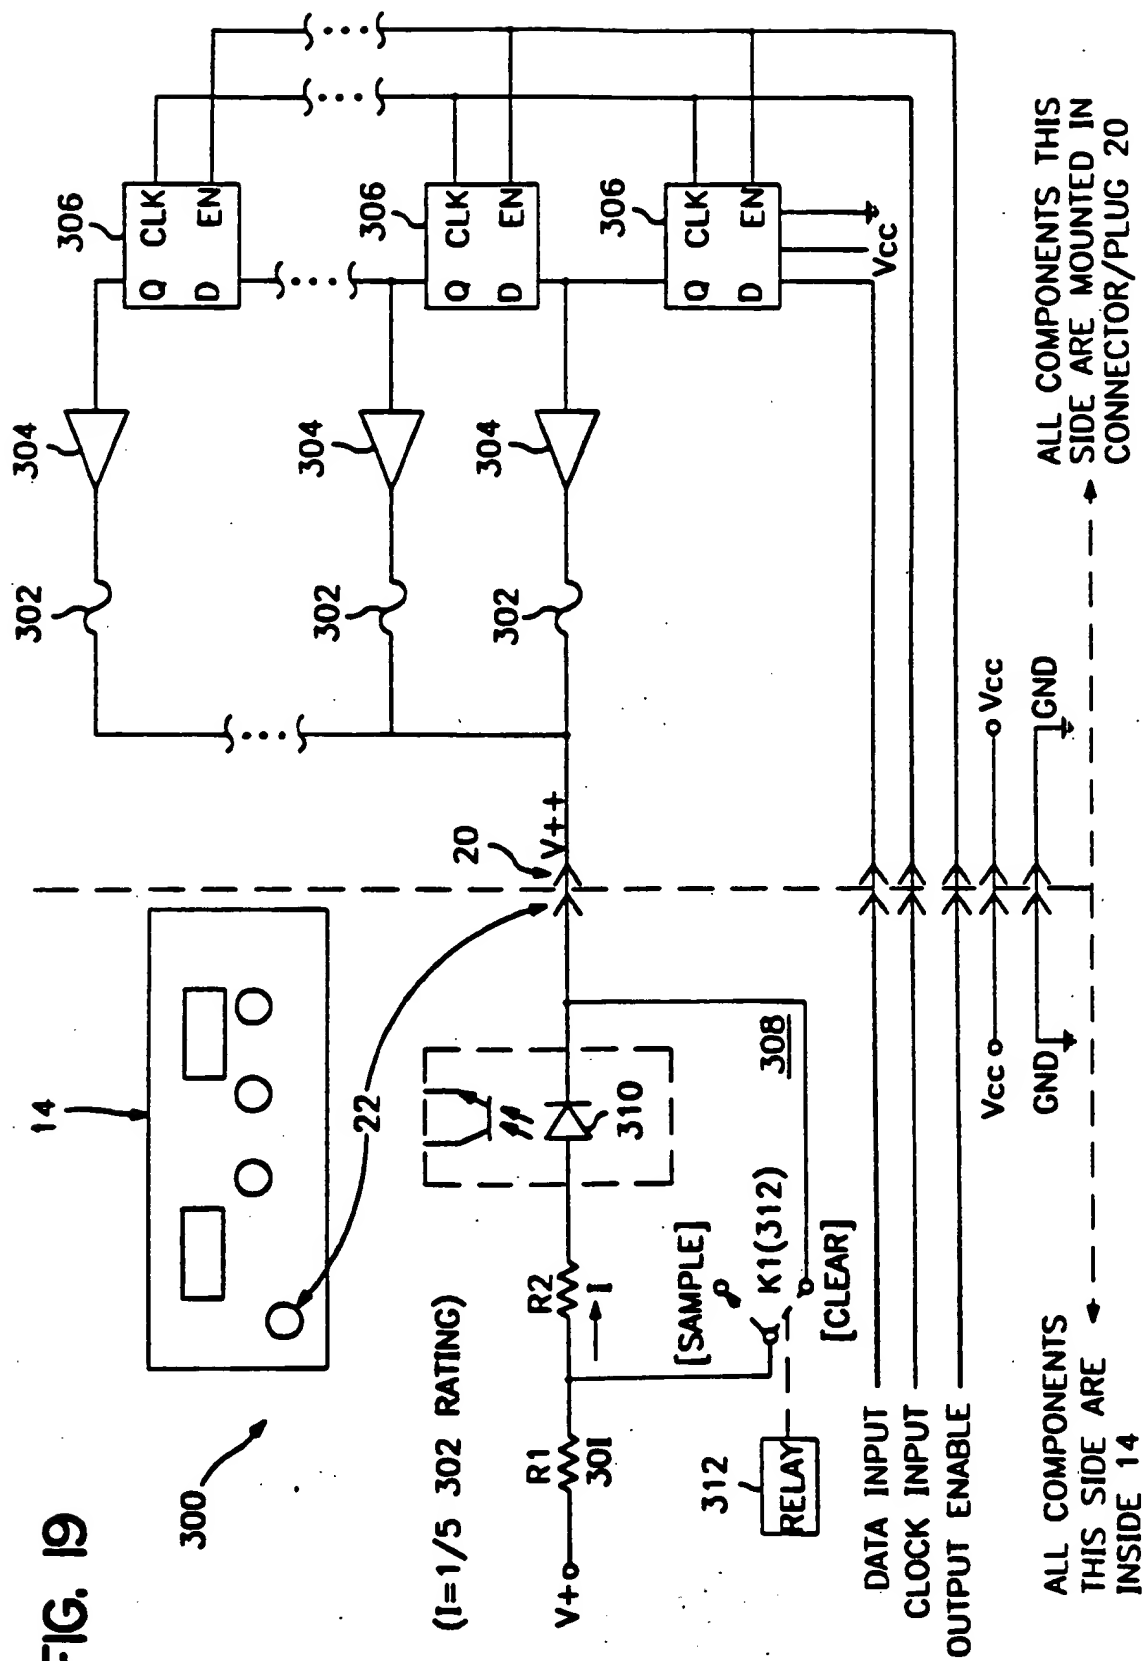 FIG. 19
300
14
22
(I=1/5 302 RATING)
V+
R1
301
R2
I
310
308
[SAMPLE]
K1(312)
[CLEAR]
312
RELAY
20
V++
302
304
306
Q
CLK
D
EN
302
304
306
Q
CLK
D
EN
302
304
306
Q
CLK
D
EN
Vcc
DATA INPUT
CLOCK INPUT
OUTPUT ENABLE
Vcc
GND
Vcc
GND
ALL COMPONENTS
THIS SIDE ARE
INSIDE 14
ALL COMPONENTS THIS
SIDE ARE MOUNTED IN
CONNECTOR/PLUG 20